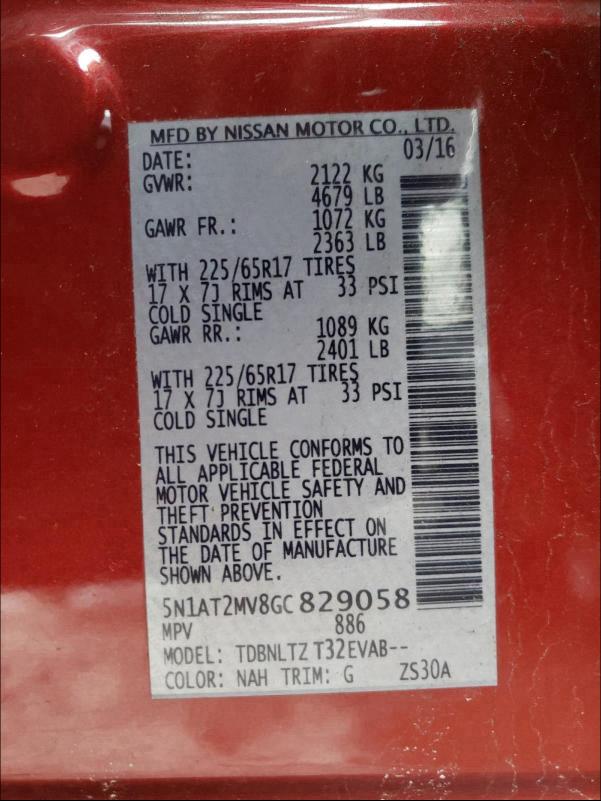 MFD BY NISSAN MOTOR CO., LTD.
DATE: 03/16
GVWR: 2122 KG
4679 LB
GAWR FR.: 1072 KG
2363 LB
WITH 225/65R17 TIRES
17 X 7J RIMS AT 33 PSI
COLD SINGLE
GAWR RR.: 1089 KG
2401 LB
WITH 225/65R17 TIRES
17 X 7J RIMS AT 33 PSI
COLD SINGLE
THIS VEHICLE CONFORMS TO
ALL APPLICABLE FEDERAL
MOTOR VEHICLE SAFETY AND
THEFT PREVENTION
STANDARDS IN EFFECT ON
THE DATE OF MANUFACTURE
SHOWN ABOVE.
5N1AT2MV8GC829058
MPV 886
MODEL: TDBNLTZ T32EVAB--
COLOR: NAH TRIM: G ZS30A